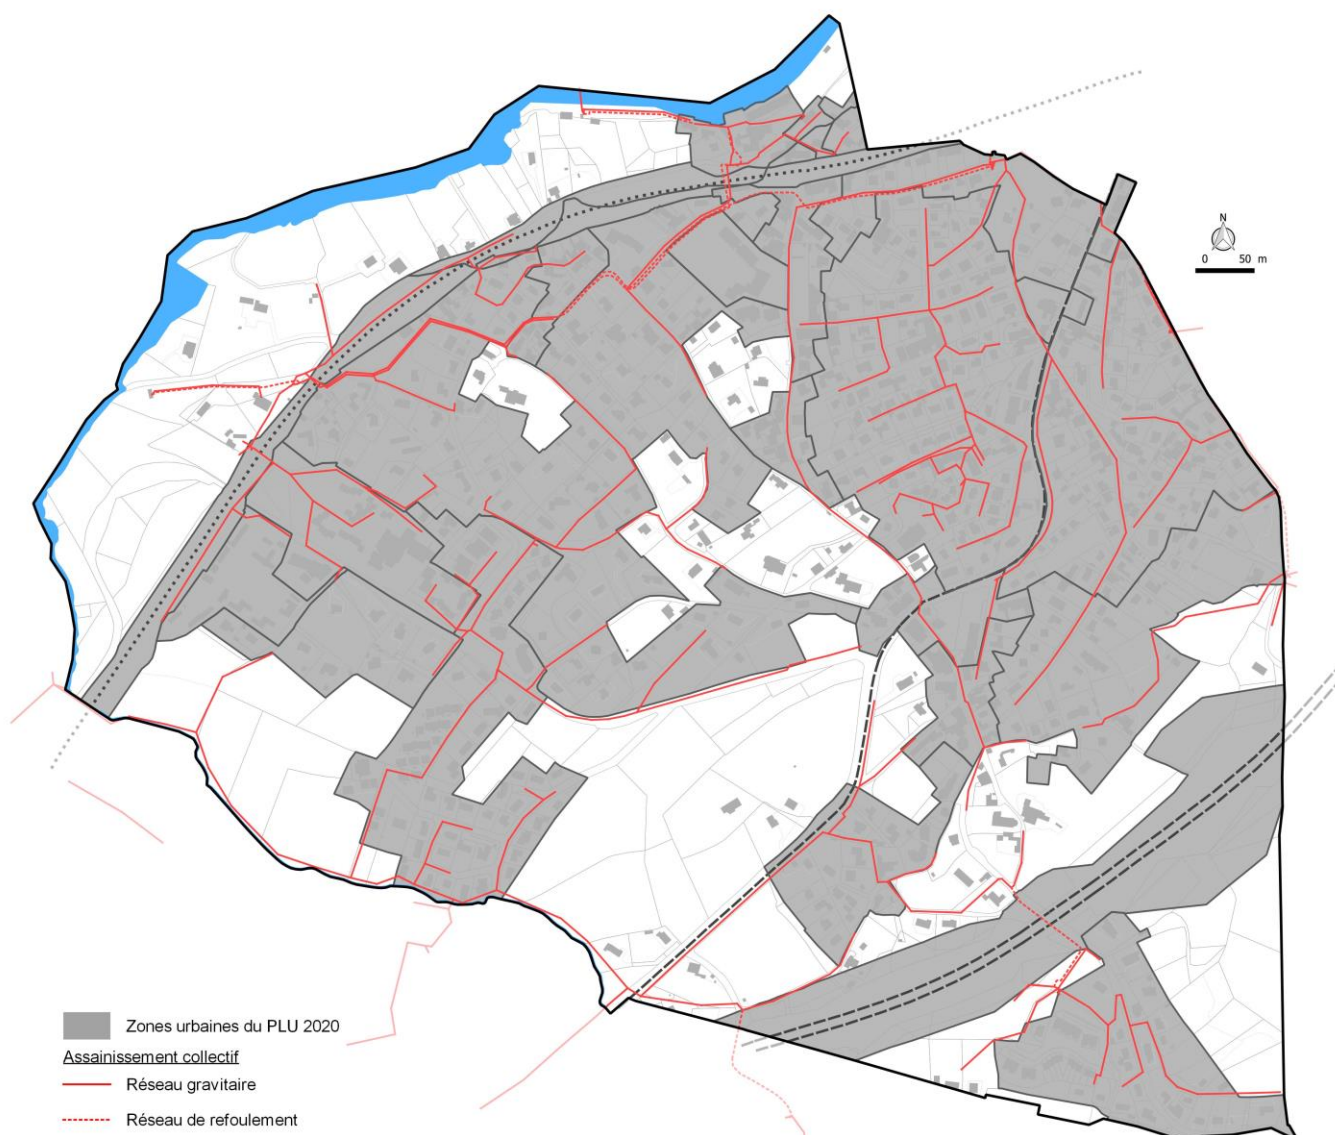 N
0 50 m
Zones urbaines du PLU 2020
Assainissement collectif
Réseau gravitaire
Réseau de refoulement